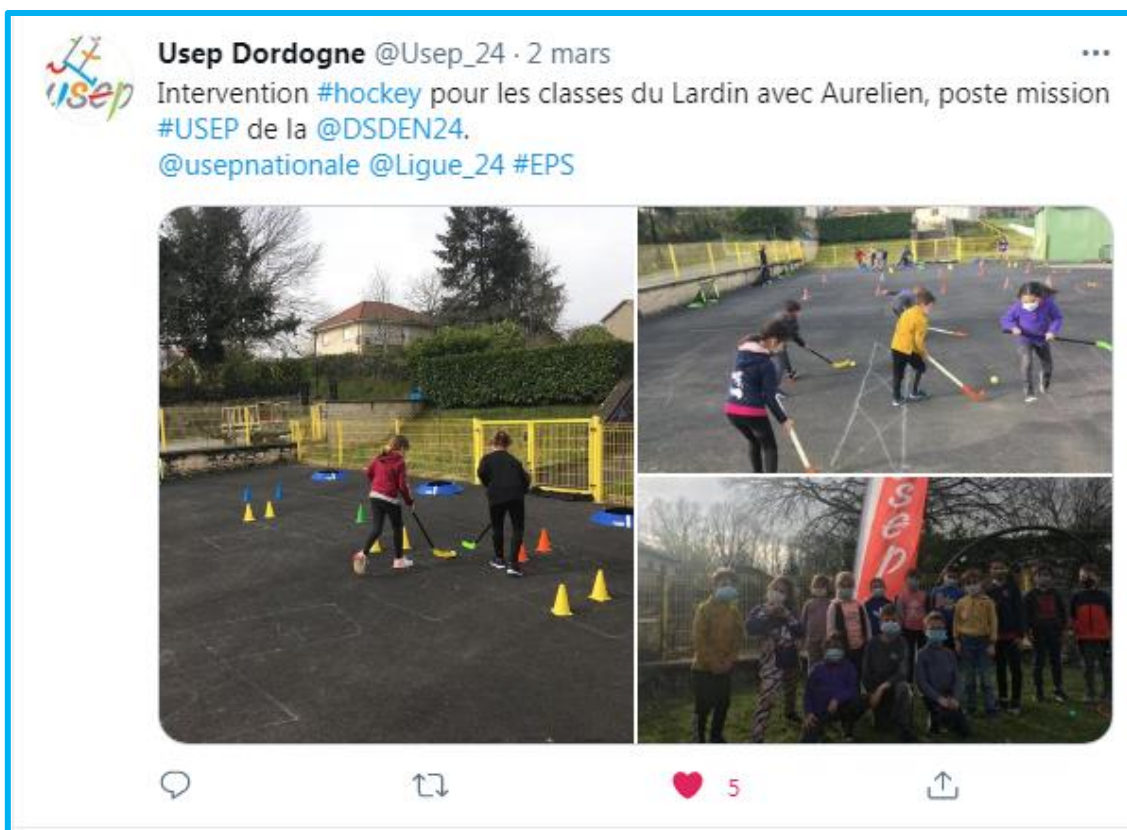 Usep Dordogne @Usep_24 · 2 mars
usep
Intervention #hockey pour les classes du Lardin avec Aurelien, poste mission
#USEP de la @DSDEN24.
@usepnationale @Ligue_24 #EPS
sep
5